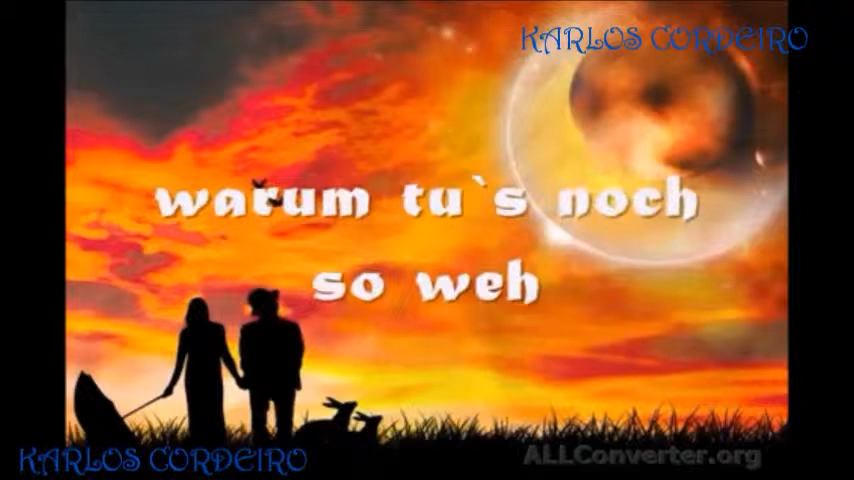 KARLOS CORDEIRO
warum tu`s noch
so weh
KARLOS CORDEIRO
ALLConverter.org